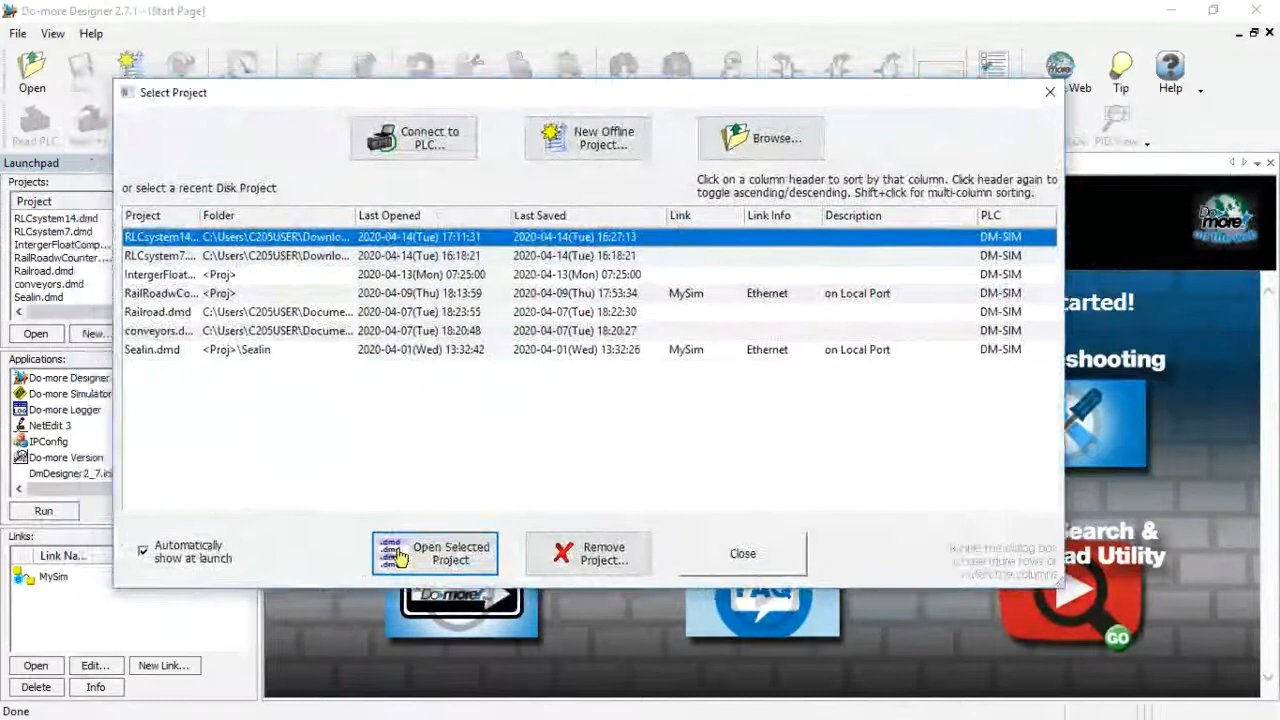 Do-more Designer 2.7.1 - [Start Page]
File View Help
Open
Web
Tip
Help
Read PLC
PID View
Launchpad
Projects:
Project
RLCsystem14.dmd
RLCsystem7.dmd
IntergerFloatComp...
RailRoadwCounter...
Railroad.dmd
conveyors.dmd
Sealin.dmd
Open
New...
Applications:
Do-more Designer
Do-more Simulator
Do-more Logger
NetEdit 3
IPConfig
Do-more Version
DmDesigner2_7.ini
Run
Links:
Link Na...
MySim
Open Edit... New Link...
Delete Info
Done
Select Project
Connect to
PLC...
New Offline
Project...
Browse...
or select a recent Disk Project
Click on a column header to sort by that column. Click header again to
toggle ascending/descending. Shift+click for multi-column sorting.
Project Folder Last Opened Last Saved Link Link Info Description PLC
RLCsystem14... C:\Users\C205USER\Downlo... 2020-04-14(Tue) 17:11:31 2020-04-14(Tue) 16:27:13 DM-SIM
RLCsystem7.... C:\Users\C205USER\Downlo... 2020-04-14(Tue) 16:18:21 2020-04-14(Tue) 16:18:21 DM-SIM
IntergerFloat... <Proj> 2020-04-13(Mon) 07:25:00 2020-04-13(Mon) 07:25:00 DM-SIM
RailRoadwCo... <Proj> 2020-04-09(Thu) 18:13:59 2020-04-09(Thu) 17:53:34 MySim Ethernet on Local Port DM-SIM
Railroad.dmd C:\Users\C205USER\Docume... 2020-04-07(Tue) 18:23:55 2020-04-07(Tue) 18:22:30 DM-SIM
conveyors.d... C:\Users\C205USER\Docume... 2020-04-07(Tue) 18:20:48 2020-04-07(Tue) 18:20:27 DM-SIM
Sealin.dmd <Proj>\Sealin 2020-04-01(Wed) 13:32:42 2020-04-01(Wed) 13:32:26 MySim Ethernet on Local Port DM-SIM
Automatically
show at launch
.dmd
Open Selected
Project
Remove
Project...
Close
Do
more
on the web
tarted!
shooting
Search &
ad Utility
Do-more!
FAQ
GO